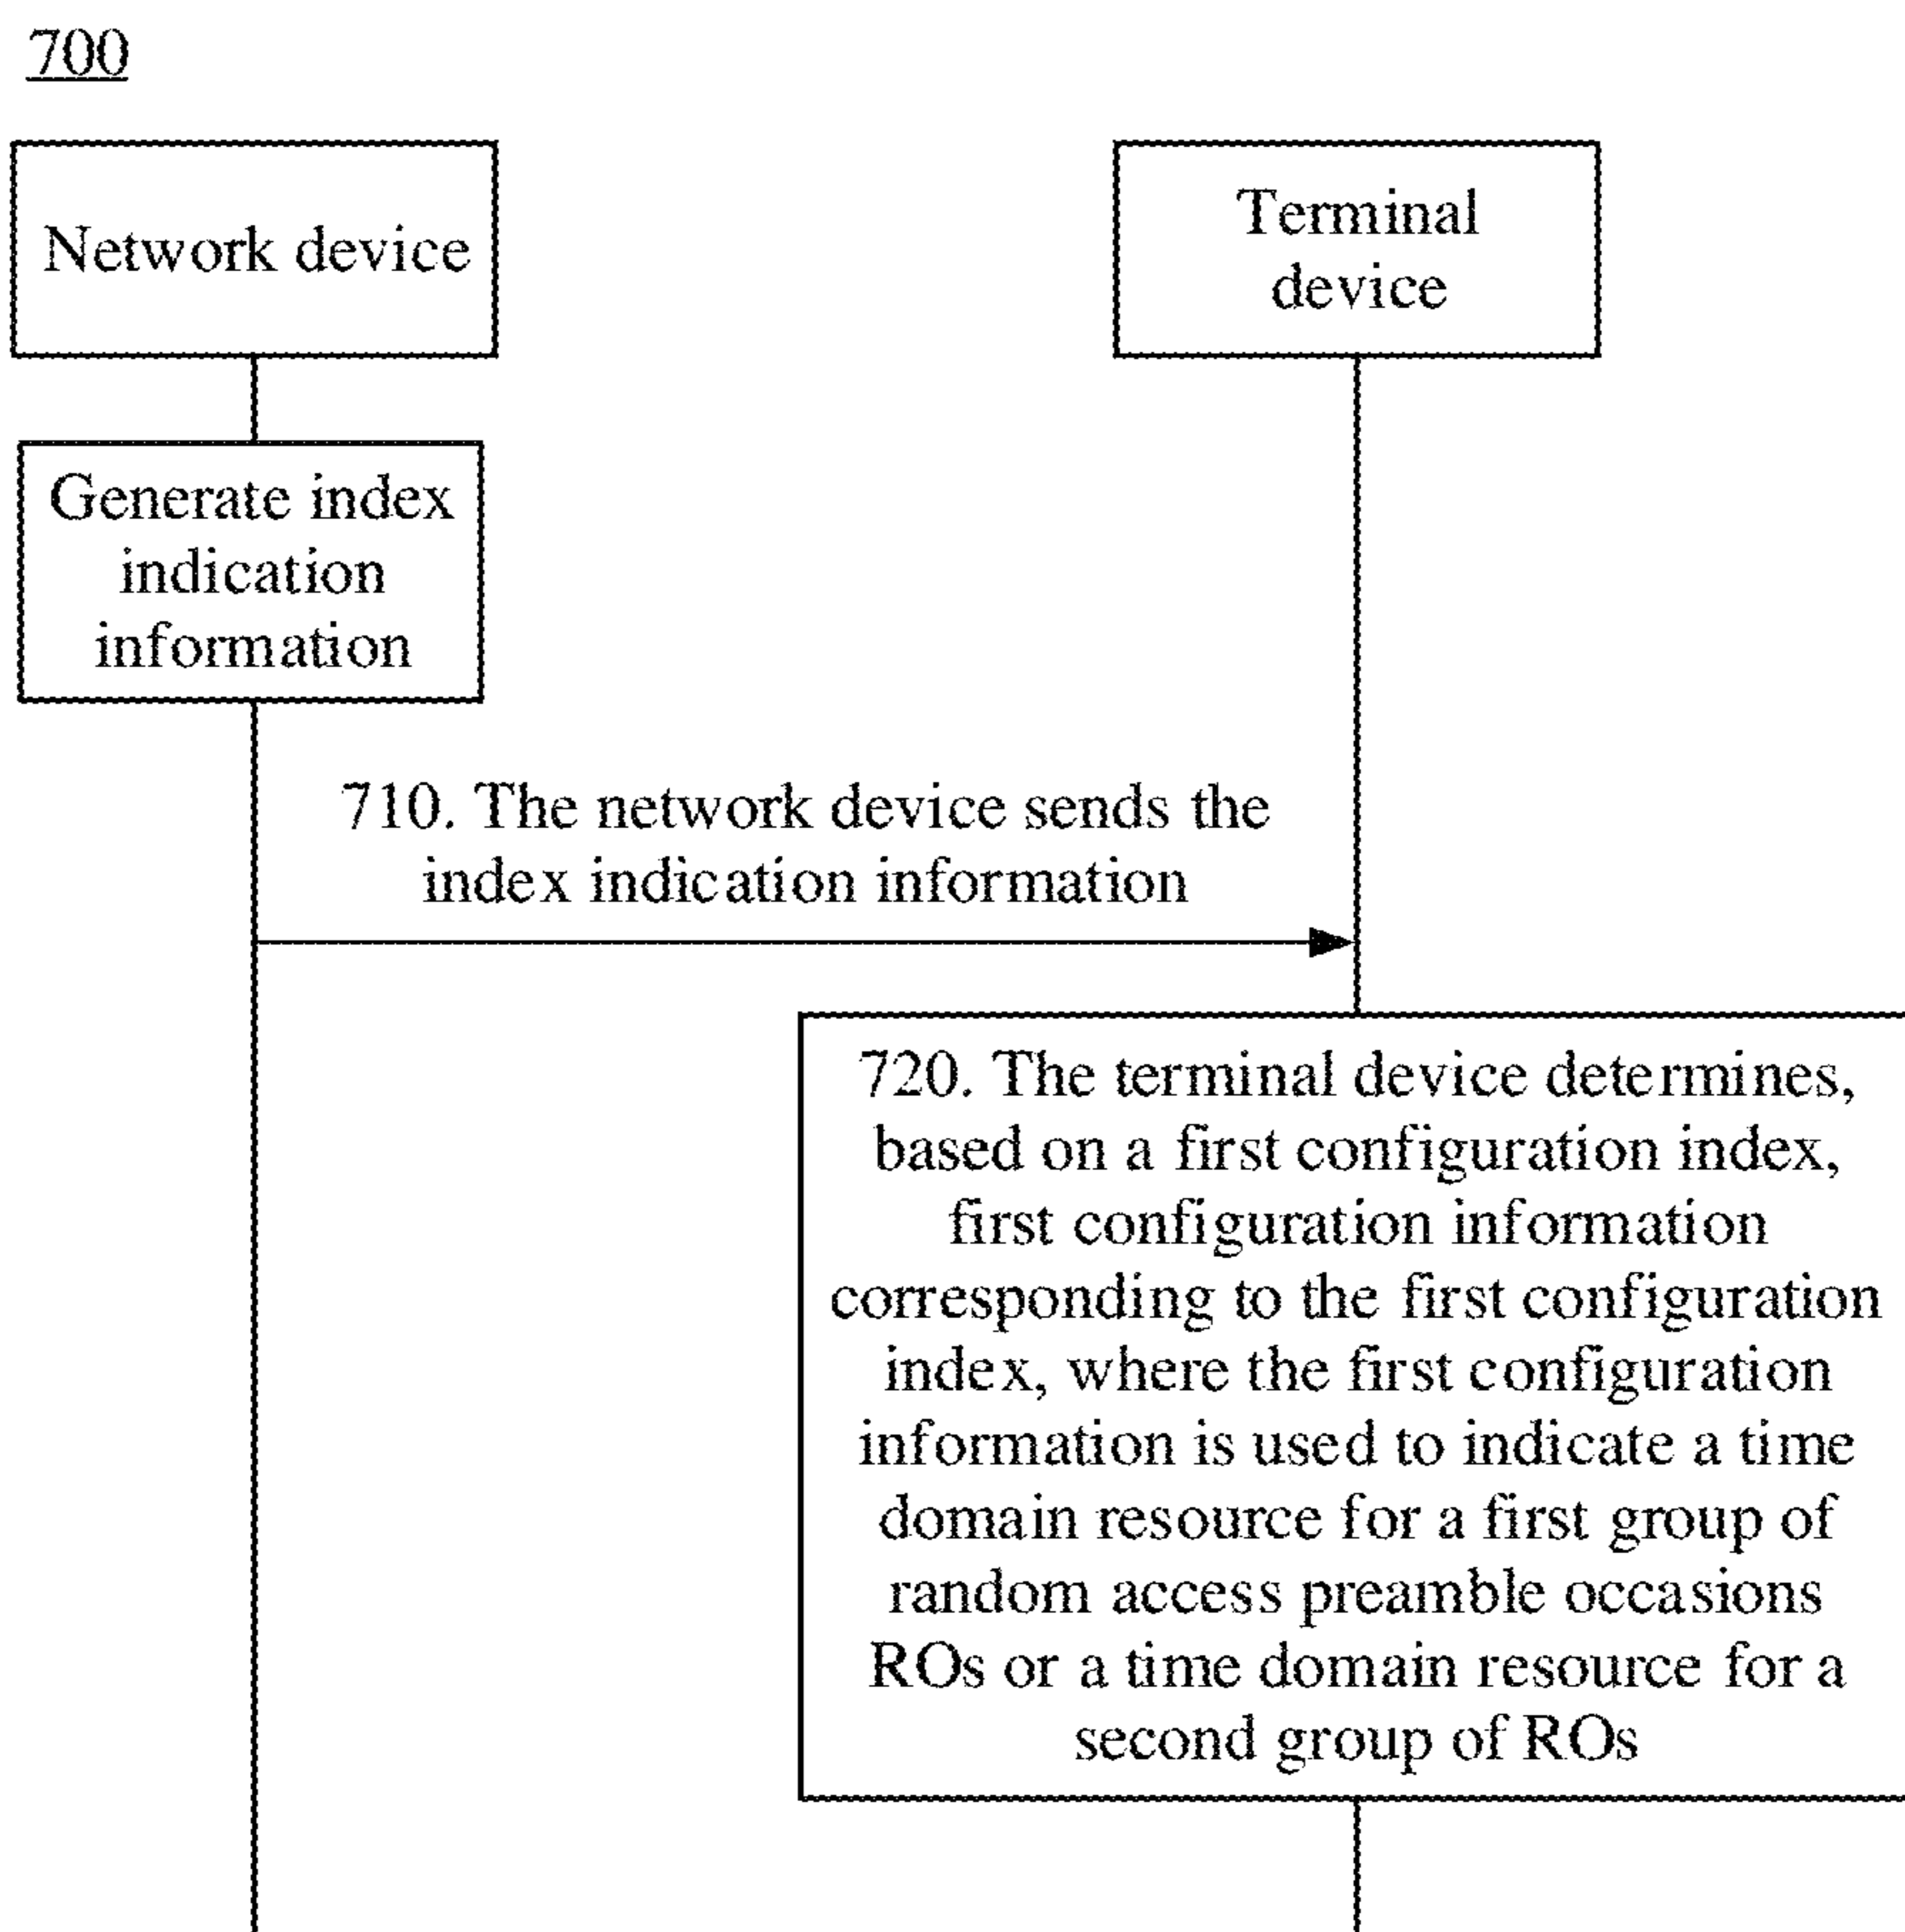 700
Network device
Terminal
device
Generate index
indication
information
710. The network device sends the
index indication information
720. The terminal device determines,
based on a first configuration index,
first configuration information
corresponding to the first configuration
index, where the first configuration
information is used to indicate a time
domain resource for a first group of
random access preamble occasions
ROs or a time domain resource for a
second group of ROs